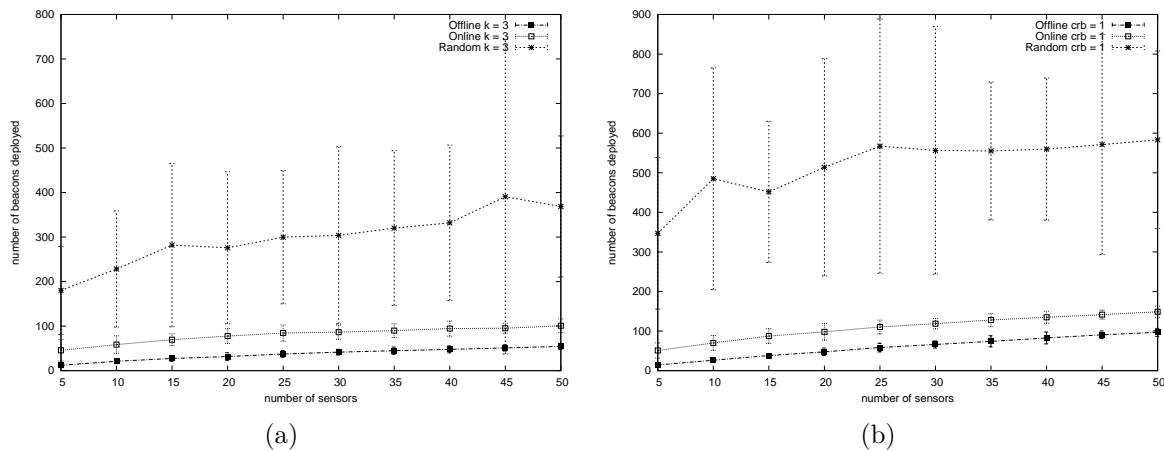 800
700
600
500
400
300
200
100
0
number of beacons deployed
Offline k = 3
Online k = 3
Random k = 3
5 10 15 20 25 30 35 40 45 50
number of sensors
(a)
900
800
700
600
500
400
300
200
100
0
number of beacons deployed
Offline crb = 1
Online crb = 1
Random crb = 1
5 10 15 20 25 30 35 40 45 50
number of sensors
(b)